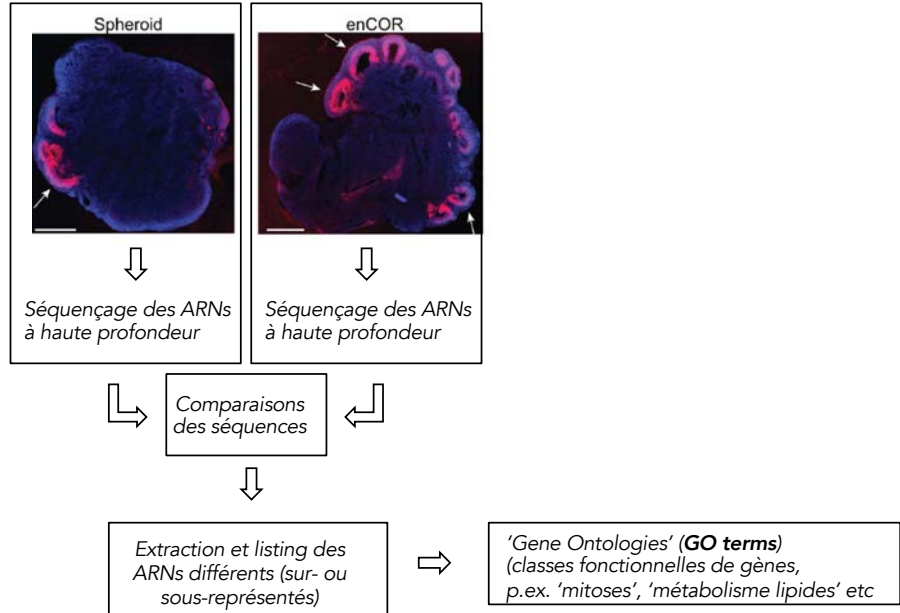 Spheroid
enCOR
Séquençage des ARNs
à haute profondeur
Séquençage des ARNs
à haute profondeur
Comparaisons
des séquences
Extraction et listing des
ARNs différents (sur- ou
sous-représentés)
‘Gene Ontologies’ (GO terms)
(classes fonctionnelles de gènes,
p.ex. ‘mitoses’, ‘métabolisme lipides’ etc